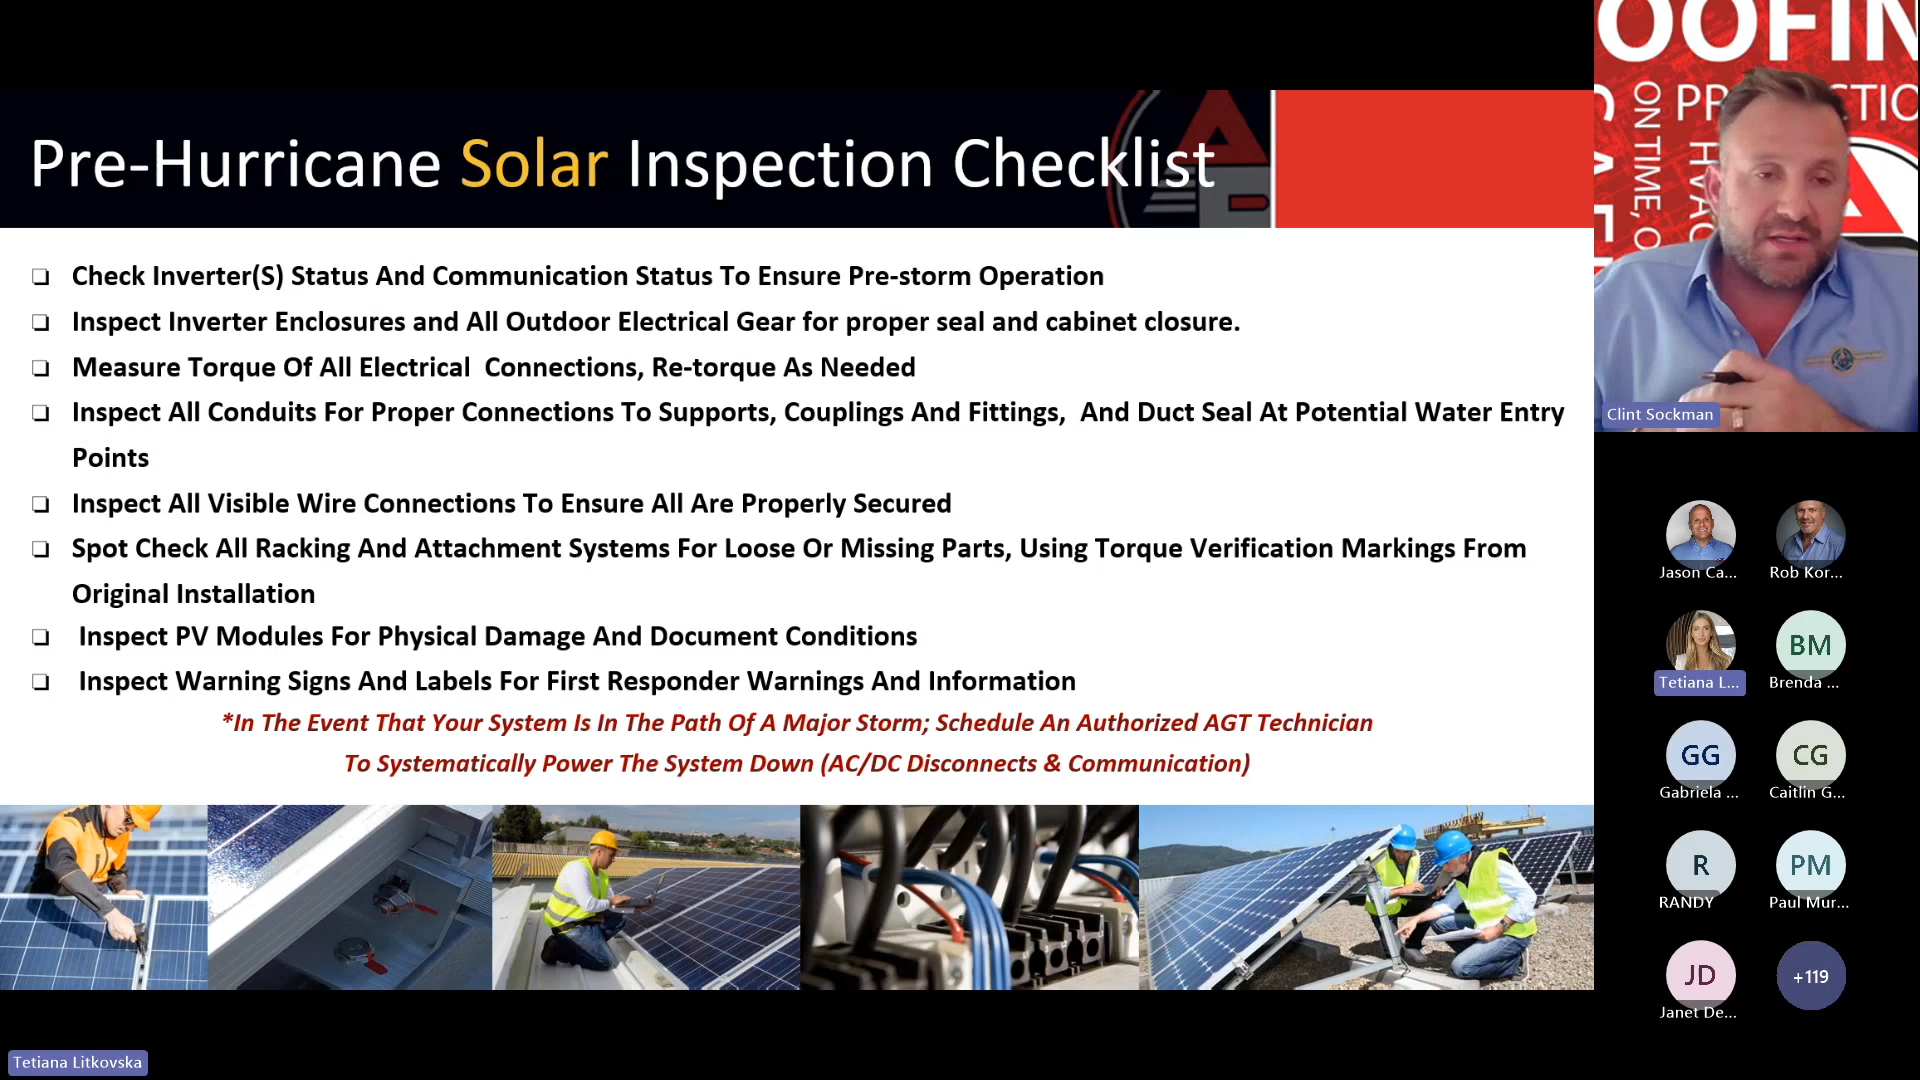 Pre-Hurricane Solar Inspection Checklist
Check Inverter(S) Status And Communication Status To Ensure Pre-storm Operation
Inspect Inverter Enclosures and All Outdoor Electrical Gear for proper seal and cabinet closure.
Measure Torque Of All Electrical  Connections, Re-torque As Needed
Inspect All Conduits For Proper Connections To Supports, Couplings And Fittings,  And Duct Seal At Potential Water Entry
Points
Inspect All Visible Wire Connections To Ensure All Are Properly Secured
Spot Check All Racking And Attachment Systems For Loose Or Missing Parts, Using Torque Verification Markings From
Original Installation
Inspect PV Modules For Physical Damage And Document Conditions
Inspect Warning Signs And Labels For First Responder Warnings And Information
*In The Event That Your System Is In The Path Of A Major Storm; Schedule An Authorized AGT Technician
To Systematically Power The System Down (AC/DC Disconnects & Communication)
Tetiana Litkovska
OOFIN
ON TIME, O
HVAC
Clint Sockman
Jason Ca...
Rob Kor...
Tetiana L...
BM
Brenda ...
GG
Gabriela ...
CG
Caitlin G...
R
RANDY
PM
Paul Mur...
JD
Janet De...
+119